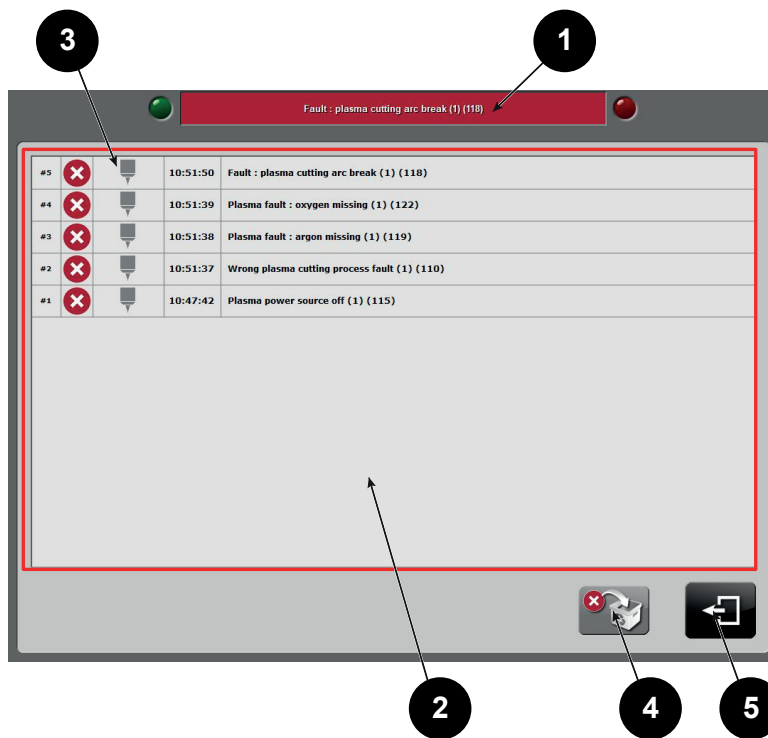 3
1
Fault : plasma cutting arc break (1) (118)
#5 10:51:50 Fault : plasma cutting arc break (1) (118)
#4 10:51:39 Plasma fault : oxygen missing (1) (122)
#3 10:51:38 Plasma fault : argon missing (1) (119)
#2 10:51:37 Wrong plasma cutting process fault (1) (110)
#1 10:47:42 Plasma power source off (1) (115)
2
4
5